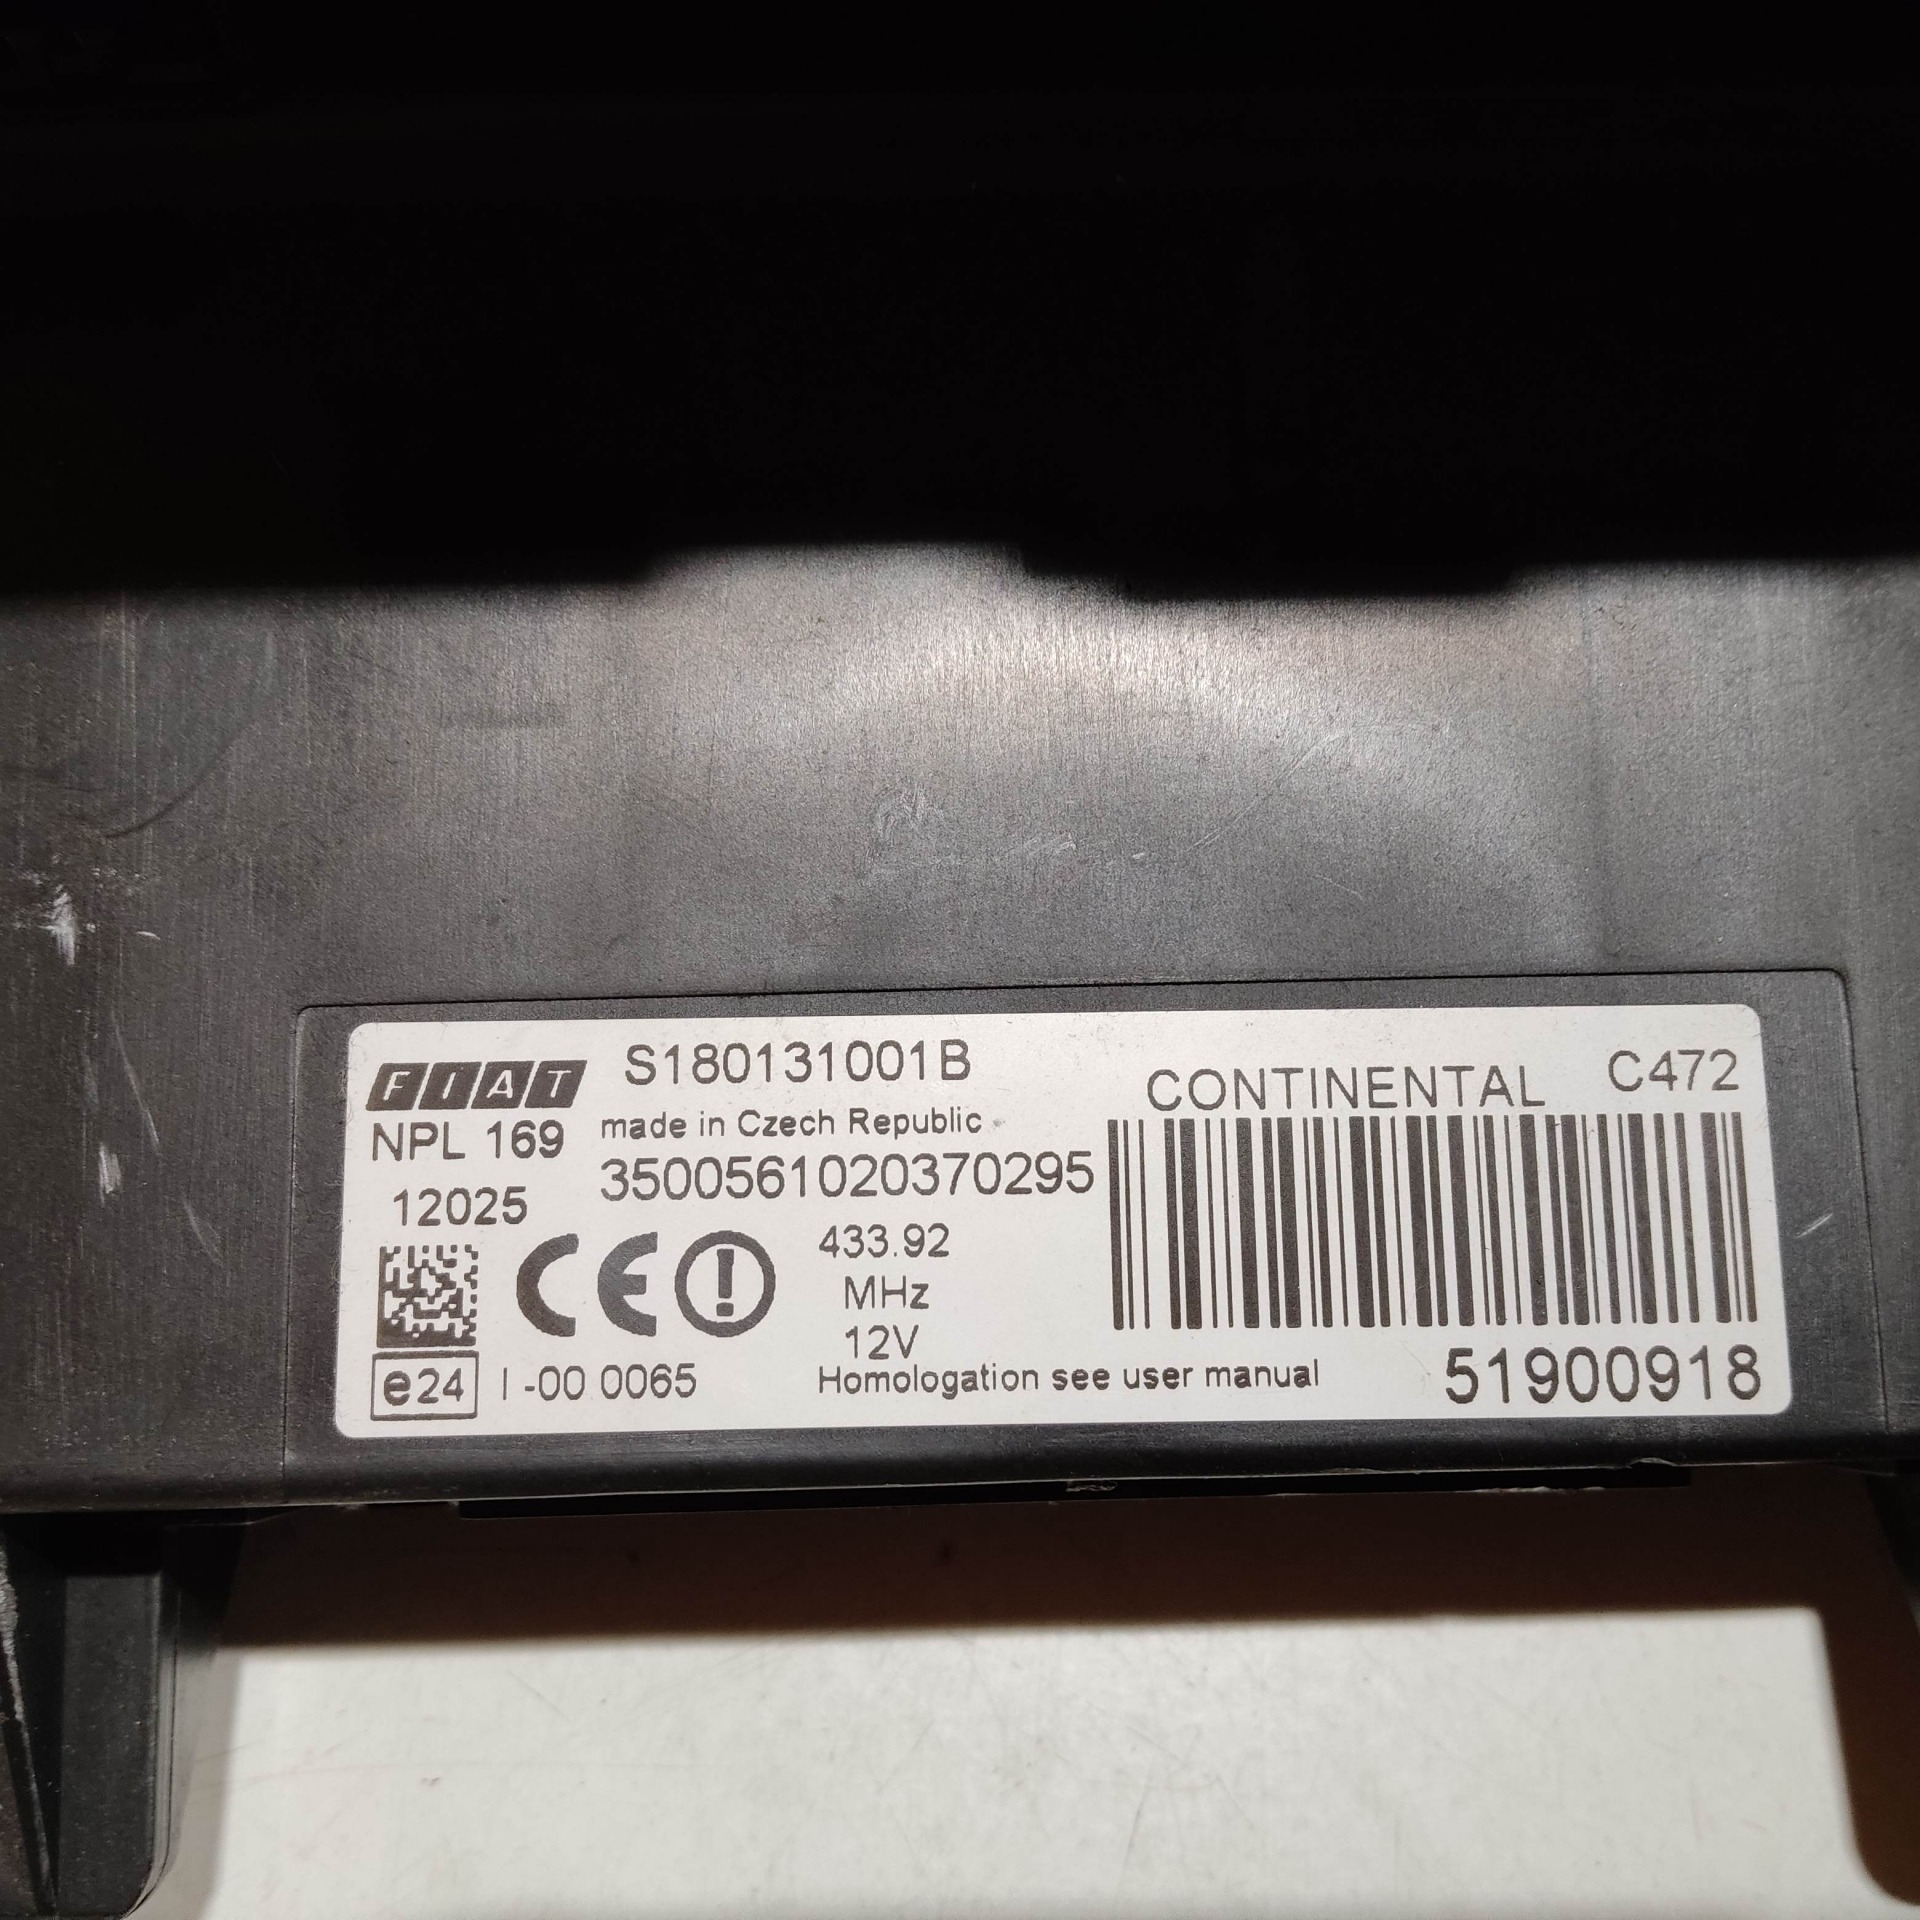 FIAT
S180131001B
CONTINENTAL
C472
NPL 169
made in Czech Republic
3500561020370295
12025
CE
433.92
MHz
12V
e24
I -00 0065
Homologation see user manual
51900918